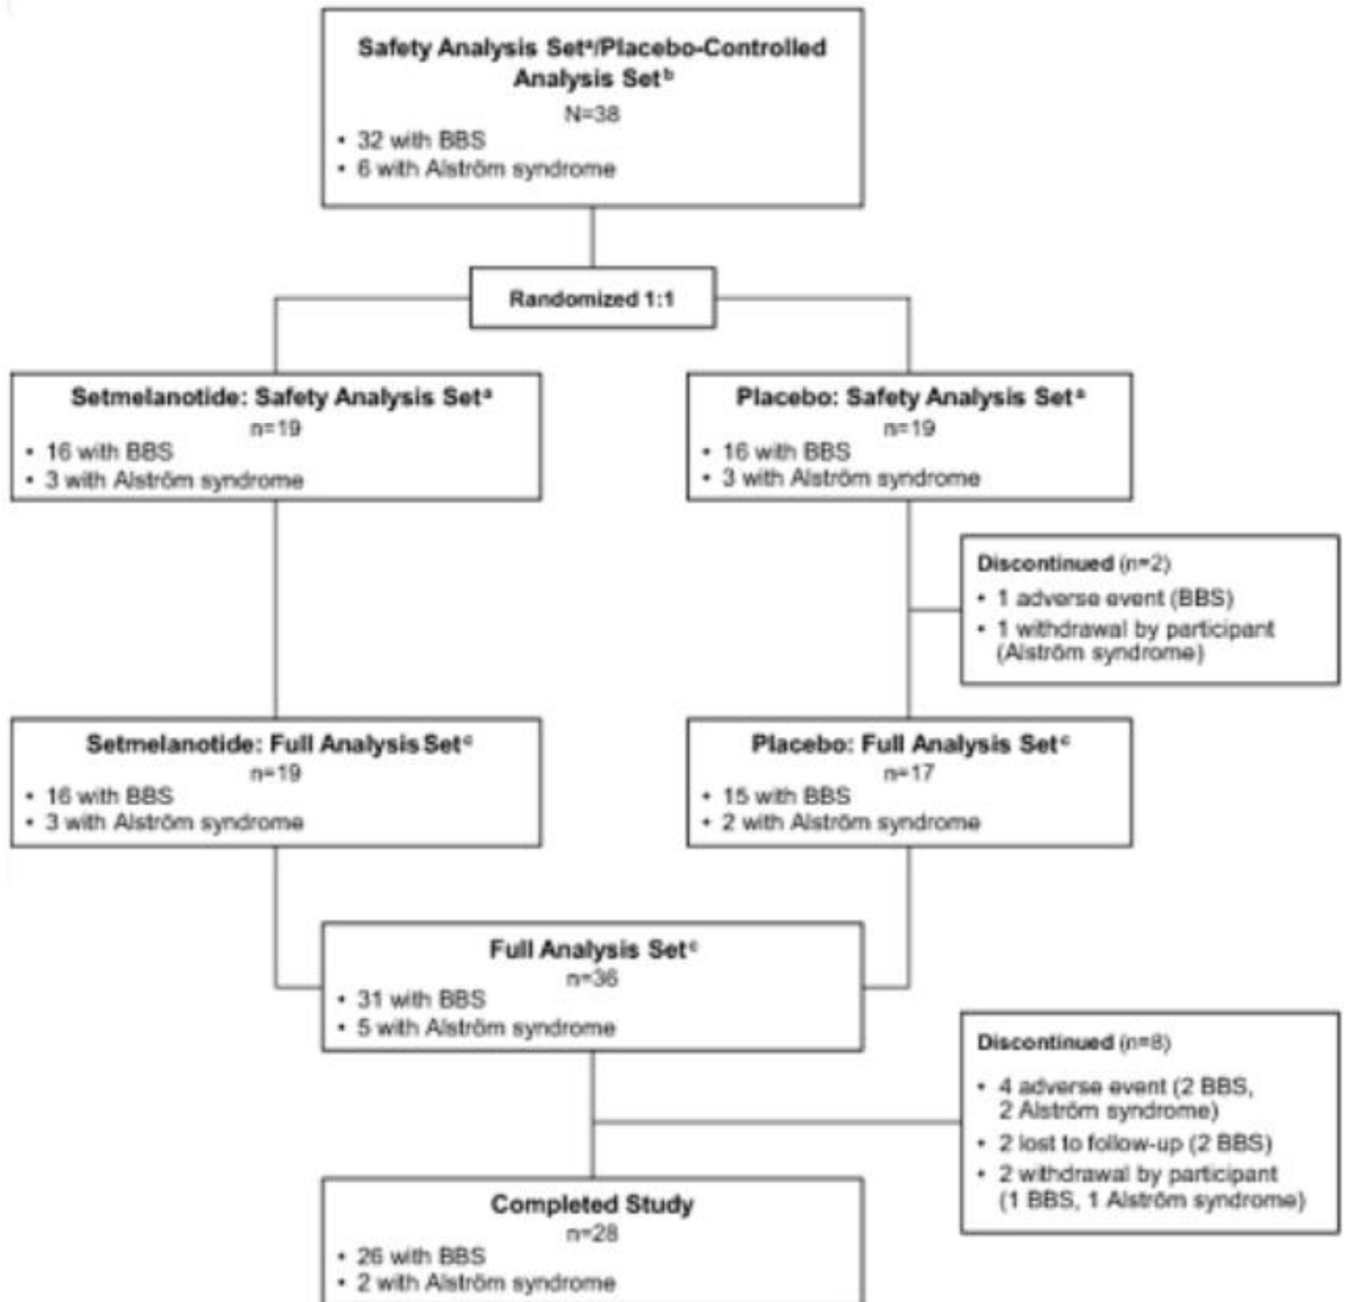 Safety Analysis Setᵃ/Placebo-Controlled
Analysis Setᵇ
N=38
• 32 with BBS
• 6 with Alström syndrome
Randomized 1:1
Setmelanotide: Safety Analysis Setᵃ
n=19
• 16 with BBS
• 3 with Alström syndrome
Placebo: Safety Analysis Setᵃ
n=19
• 16 with BBS
• 3 with Alström syndrome
Discontinued (n=2)
• 1 adverse event (BBS)
• 1 withdrawal by participant
(Alström syndrome)
Setmelanotide: Full Analysis Setᶜ
n=19
• 16 with BBS
• 3 with Alström syndrome
Placebo: Full Analysis Setᶜ
n=17
• 15 with BBS
• 2 with Alström syndrome
Full Analysis Setᶜ
n=36
• 31 with BBS
• 5 with Alström syndrome
Discontinued (n=8)
• 4 adverse event (2 BBS,
2 Alström syndrome)
• 2 lost to follow-up (2 BBS)
• 2 withdrawal by participant
(1 BBS, 1 Alström syndrome)
Completed Study
n=28
• 26 with BBS
• 2 with Alström syndrome